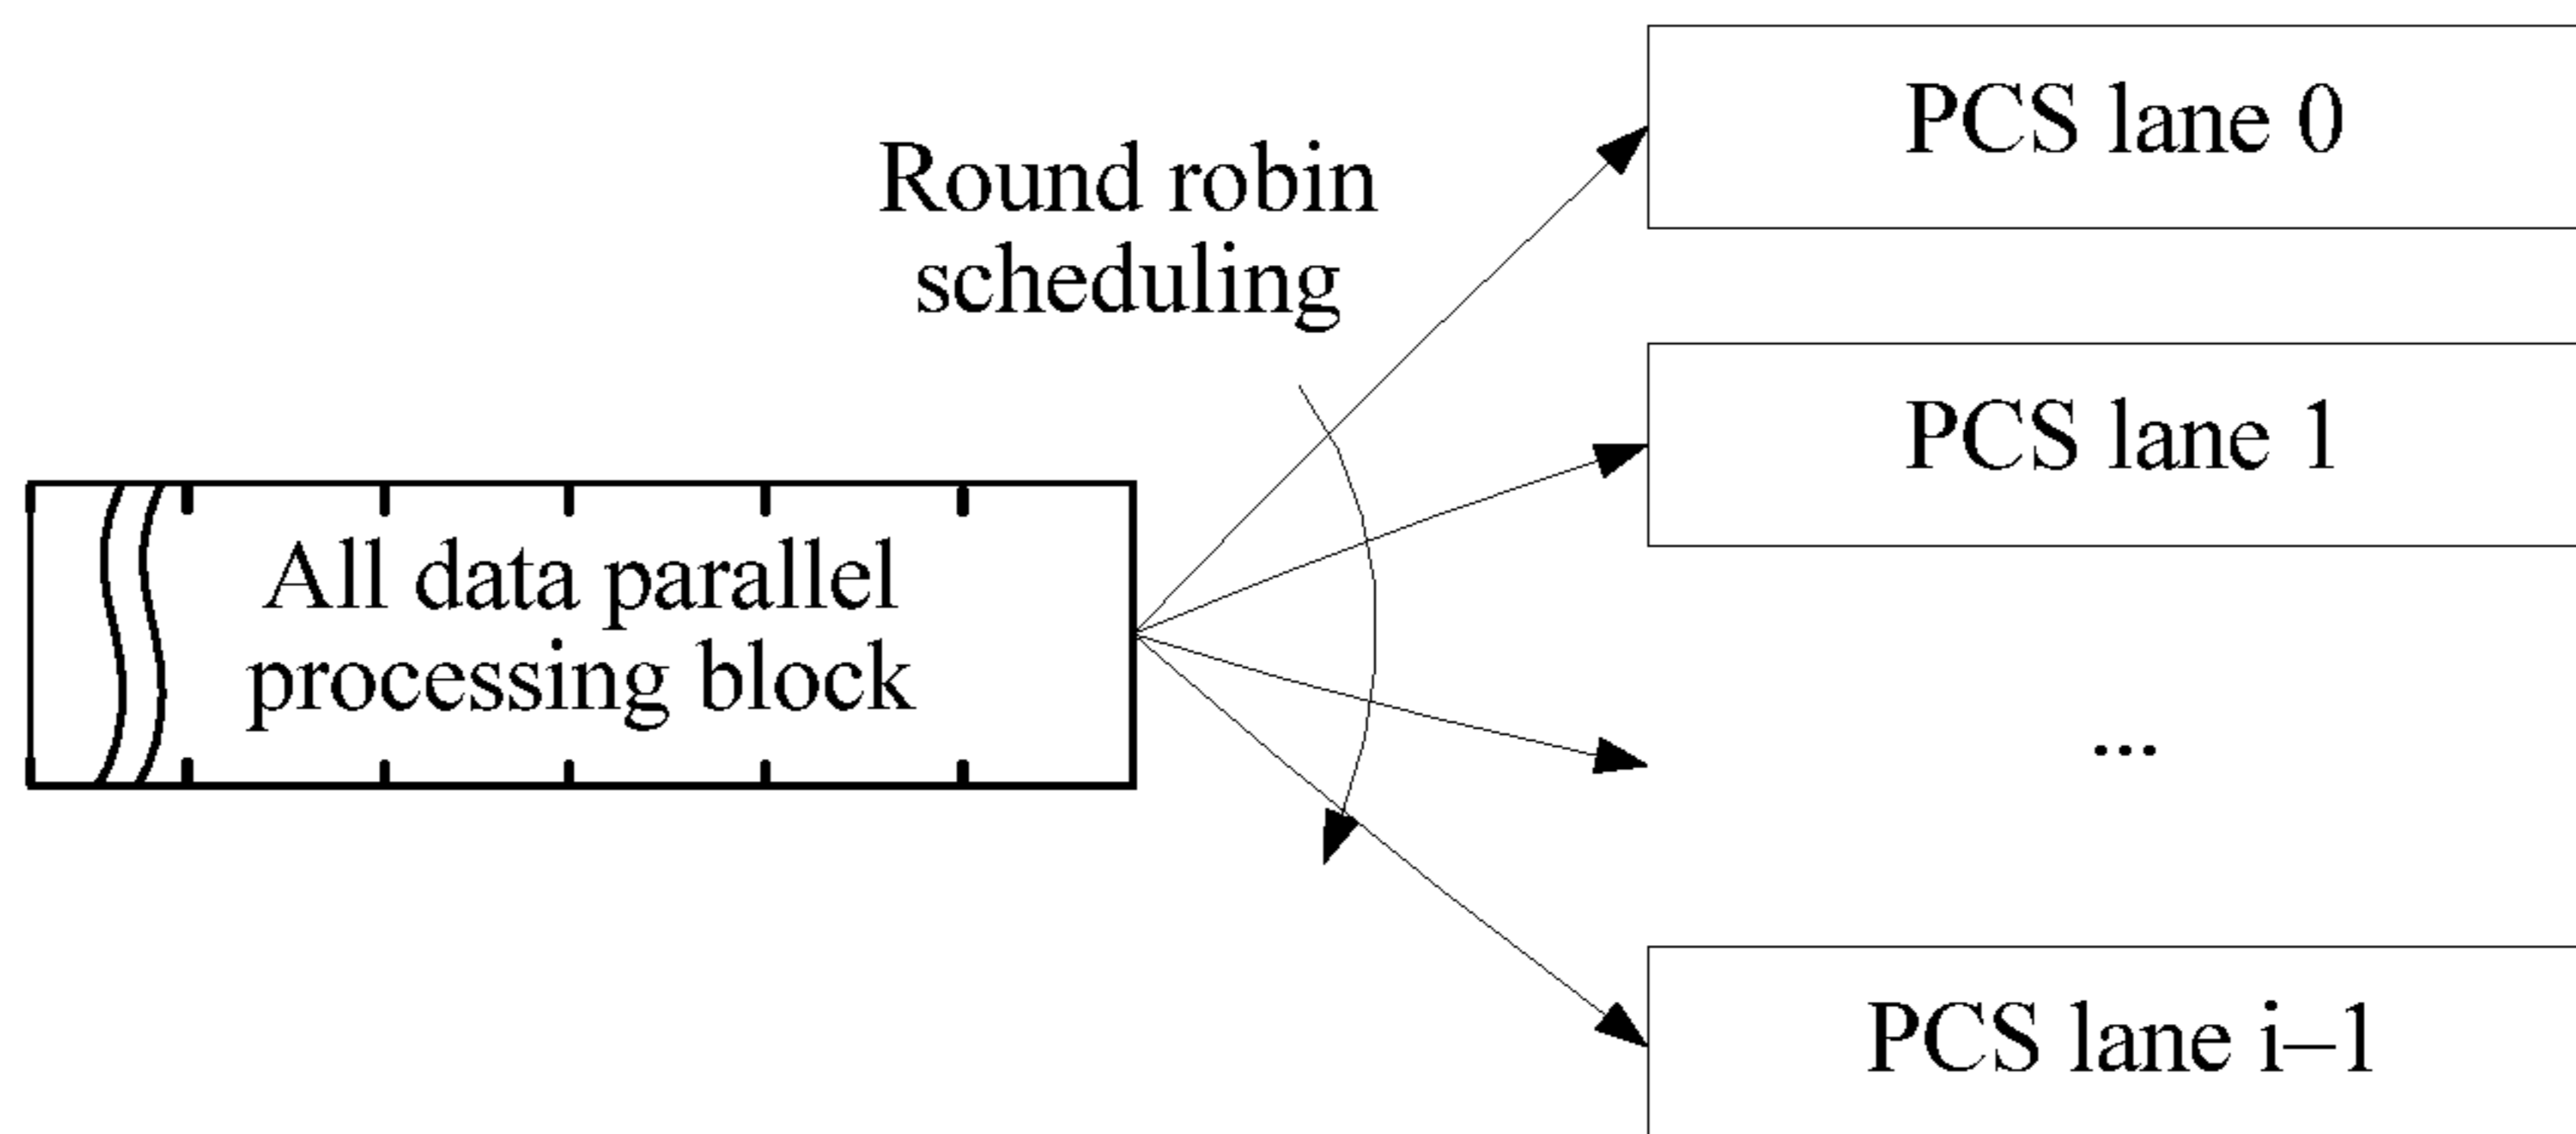 PCS lane 0
Round robin
scheduling
PCS lane 1
All data parallel
processing block
...
PCS lane i–1